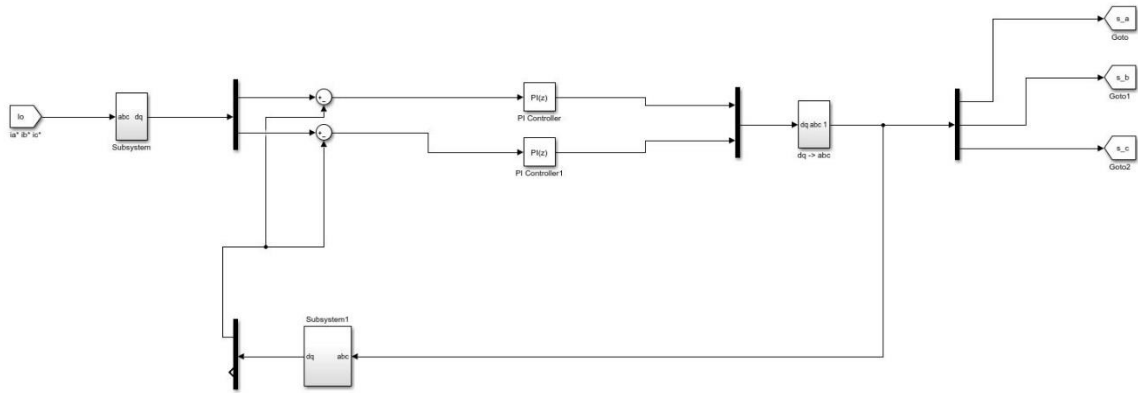 s_a
Goto
Io
ia* ib* ic*
abc dq
Subsystem
+
-
PI(z)
PI Controller
+
-
PI(z)
PI Controller1
dq abc 1
dq -> abc
s_b
Goto1
s_c
Goto2
Subsystem1
dq abc